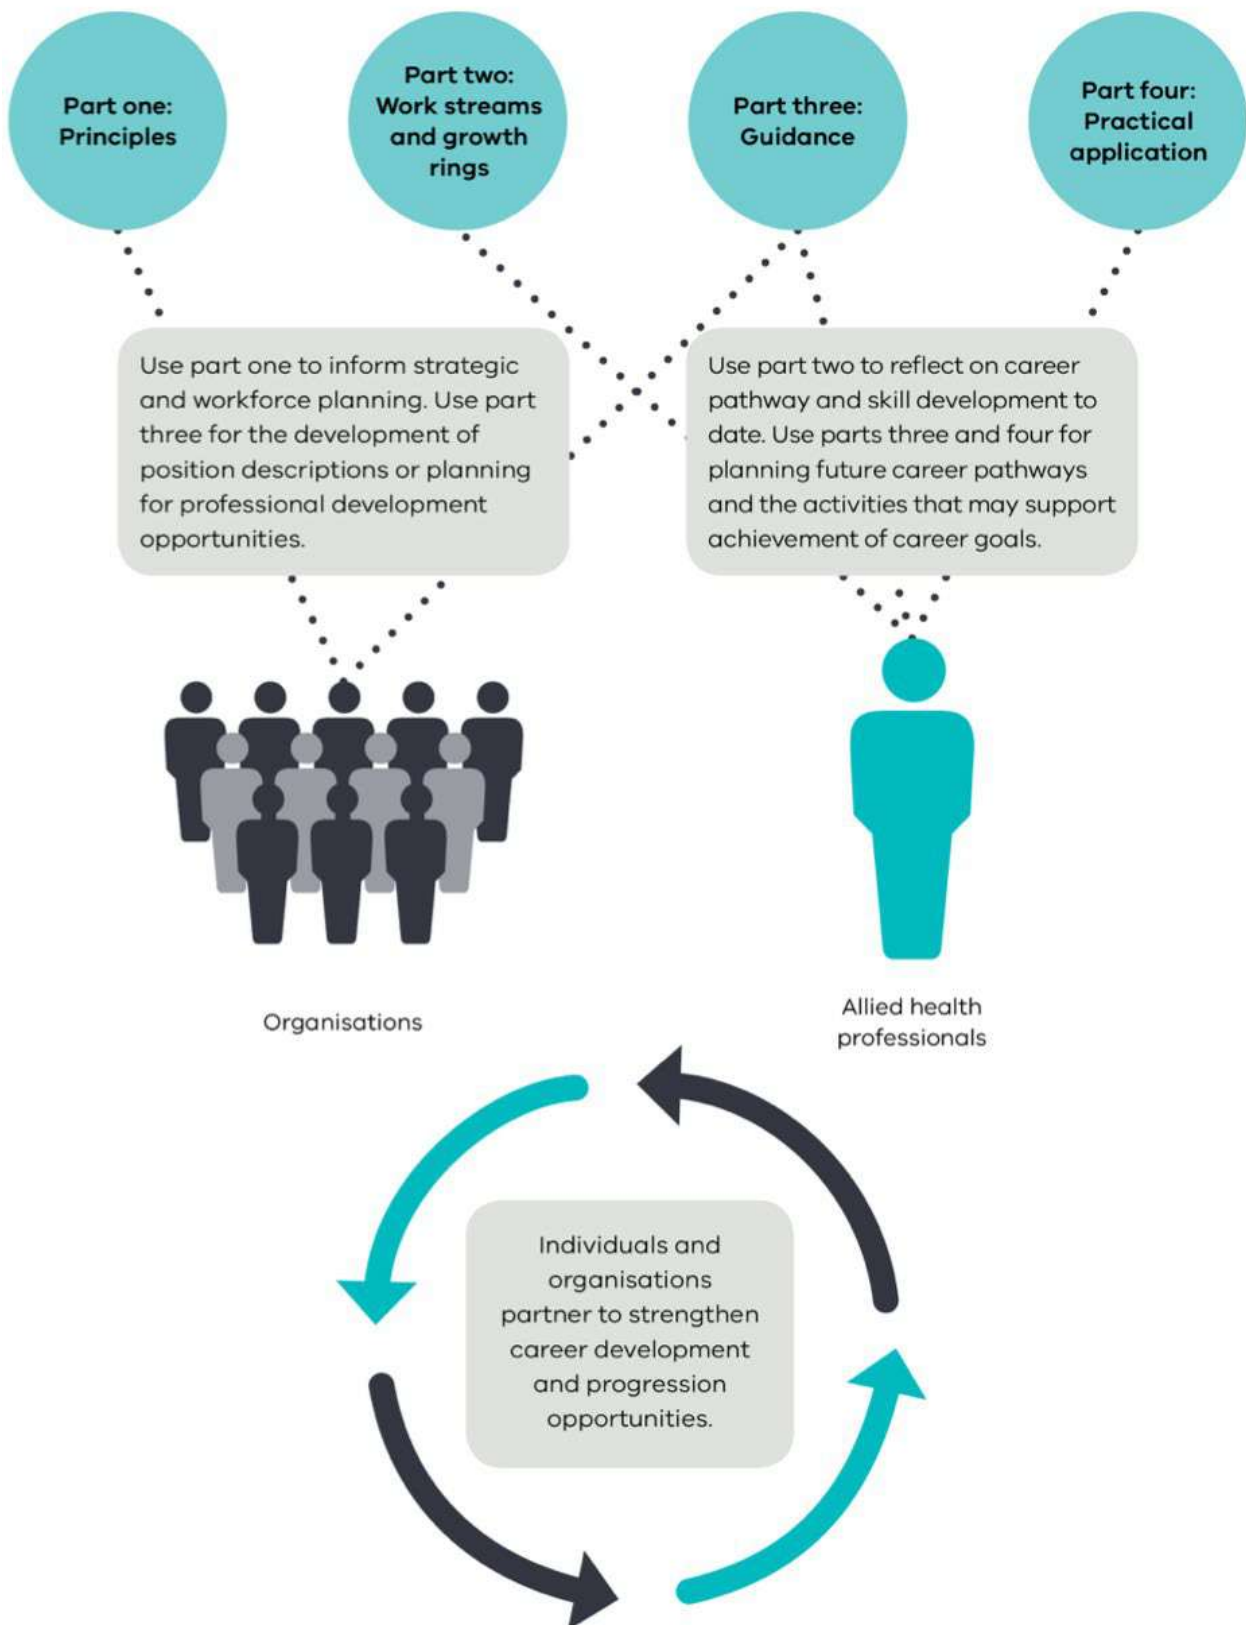 Part one:
Principles
Part two:
Work streams
and growth
rings
Part three:
Guidance
Part four:
Practical
application
Use part one to inform strategic
and workforce planning. Use part
three for the development of
position descriptions or planning
for professional development
opportunities.
Use part two to reflect on career
pathway and skill development to
date. Use parts three and four for
planning future career pathways
and the activities that may support
achievement of career goals.
Organisations
Allied health
professionals
Individuals and
organisations
partner to strengthen
career development
and progression
opportunities.